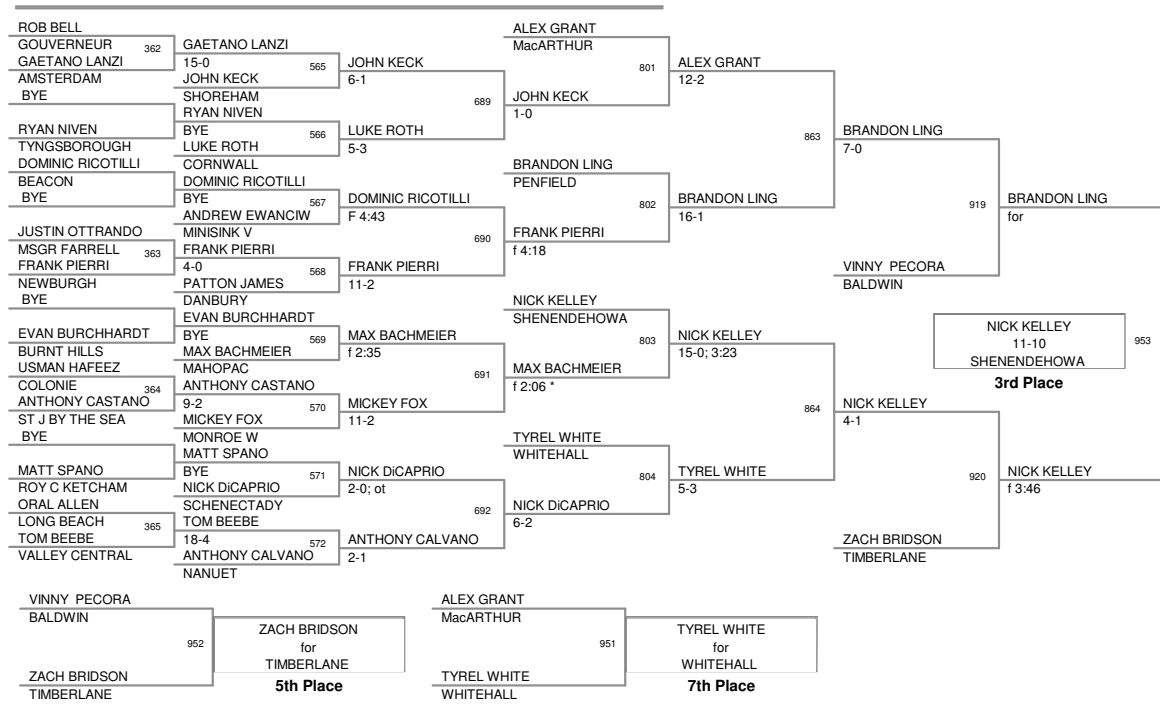 ROB BELL
GOUVERNEUR
362
GAETANO LANZI
AMSTERDAM
BYE
RYAN NIVEN
TYNGSBOROUGH
DOMINIC RICOTILLI
BEACON
BYE
JUSTIN OTTRANDO
MSGR FARRELL
363
FRANK PIERRI
NEWBURGH
BYE
EVAN BURCHHARDT
BURNT HILLS
USMAN HAFEEZ
COLONIE
364
ANTHONY CASTANO
ST J BY THE SEA
BYE
MATT SPANO
ROY C KETCHAM
ORAL ALLEN
LONG BEACH
365
TOM BEEBE
VALLEY CENTRAL
GAETANO LANZI
15-0
565
JOHN KECK
SHOREHAM
RYAN NIVEN
BYE
566
LUKE ROTH
CORNWALL
DOMINIC RICOTILLI
BYE
567
ANDREW EWANCIW
MINISINK V
FRANK PIERRI
4-0
568
PATTON JAMES
DANBURY
EVAN BURCHHARDT
BYE
569
MAX BACHMEIER
MAHOPAC
ANTHONY CASTANO
9-2
570
MICKEY FOX
MONROE W
MATT SPANO
BYE
571
NICK DiCAPRIO
SCHENECTADY
TOM BEEBE
18-4
572
ANTHONY CALVANO
NANUET
JOHN KECK
6-1
689
LUKE ROTH
5-3
DOMINIC RICOTILLI
F 4:43
690
FRANK PIERRI
11-2
MAX BACHMEIER
f 2:35
691
MICKEY FOX
11-2
NICK DiCAPRIO
2-0; ot
692
ANTHONY CALVANO
2-1
ALEX GRANT
MacARTHUR
801
JOHN KECK
1-0
BRANDON LING
PENFIELD
802
FRANK PIERRI
f 4:18
NICK KELLEY
SHENENDEHOWA
803
MAX BACHMEIER
f 2:06 *
TYREL WHITE
WHITEHALL
804
NICK DiCAPRIO
6-2
ALEX GRANT
12-2
863
BRANDON LING
16-1
NICK KELLEY
15-0; 3:23
864
TYREL WHITE
5-3
BRANDON LING
7-0
919
VINNY PECORA
BALDWIN
NICK KELLEY
4-1
920
ZACH BRIDSON
TIMBERLANE
BRANDON LING
for
NICK KELLEY
11-10
SHENENDEHOWA
953
3rd Place
NICK KELLEY
f 3:46
VINNY PECORA
BALDWIN
952
ZACH BRIDSON
TIMBERLANE
ZACH BRIDSON
for
TIMBERLANE
5th Place
ALEX GRANT
MacARTHUR
951
TYREL WHITE
WHITEHALL
TYREL WHITE
for
WHITEHALL
7th Place